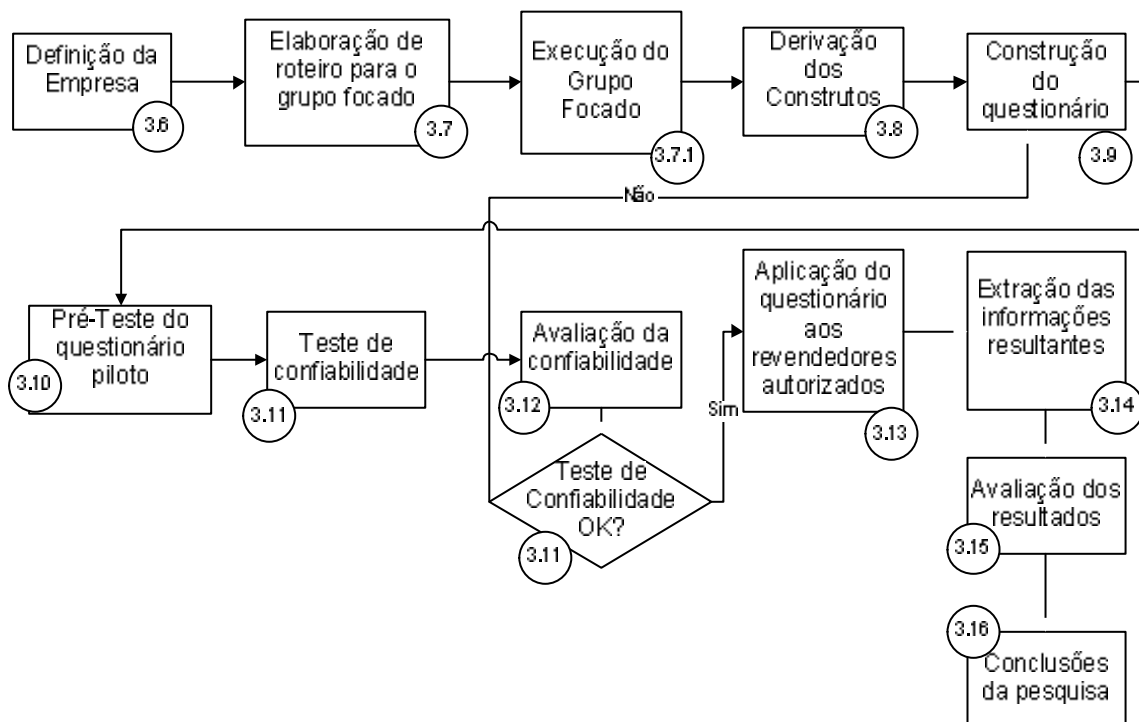 Definição da
Empresa
3.6
Elaboração de
roteiro para o
grupo focado
3.7
Execução do
Grupo
Focado
3.7.1
Derivação
dos
Construtos
3.8
Construção
do
questionário
3.9
Não
Pré-Teste do
questionário
piloto
3.10
Teste de
confiabilidade
3.11
Avaliação da
confiabilidade
3.12
Teste de
Confiabilidade
OK?
3.11
Sim
Aplicação do
questionário
aos
revendedores
autorizados
3.13
Extração das
informações
resultantes
3.14
Avaliação dos
resultados
3.15
3.16
Conclusões
da pesquisa